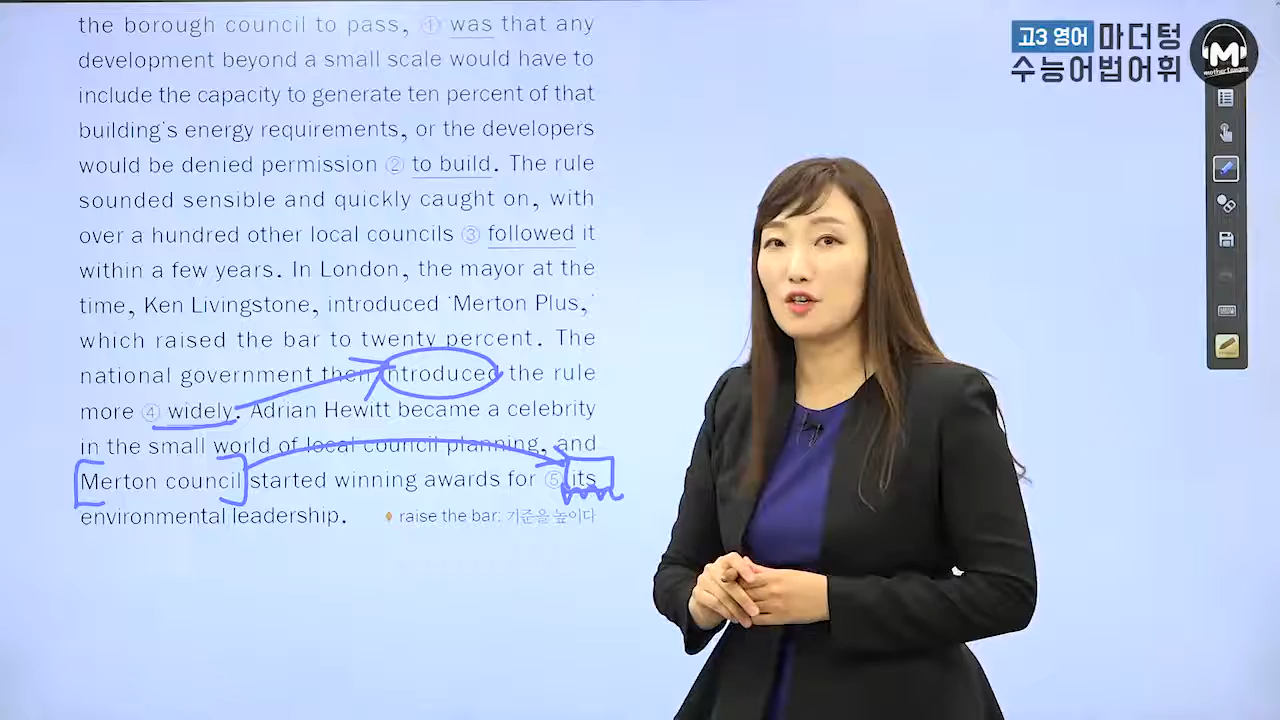 the borough council to pass, ① was that any
development beyond a small scale would have to
include the capacity to generate ten percent of that
building's energy requirements, or the developers
would be denied permission ② to build. The rule
sounded sensible and quickly caught on, with
over a hundred other local councils ③ followed it
within a few years. In London, the mayor at the
time, Ken Livingstone, introduced 'Merton Plus,'
which raised the bar to twenty percent. The
national government then introduced the rule
more ④ widely. Adrian Hewitt became a celebrity
in the small world of local council planning, and
Merton council started winning awards for ⑤ its
environmental leadership.
raise the bar: 기준을 높이다
고3 영어 마더텅
수능어법어휘
M
mother tongue